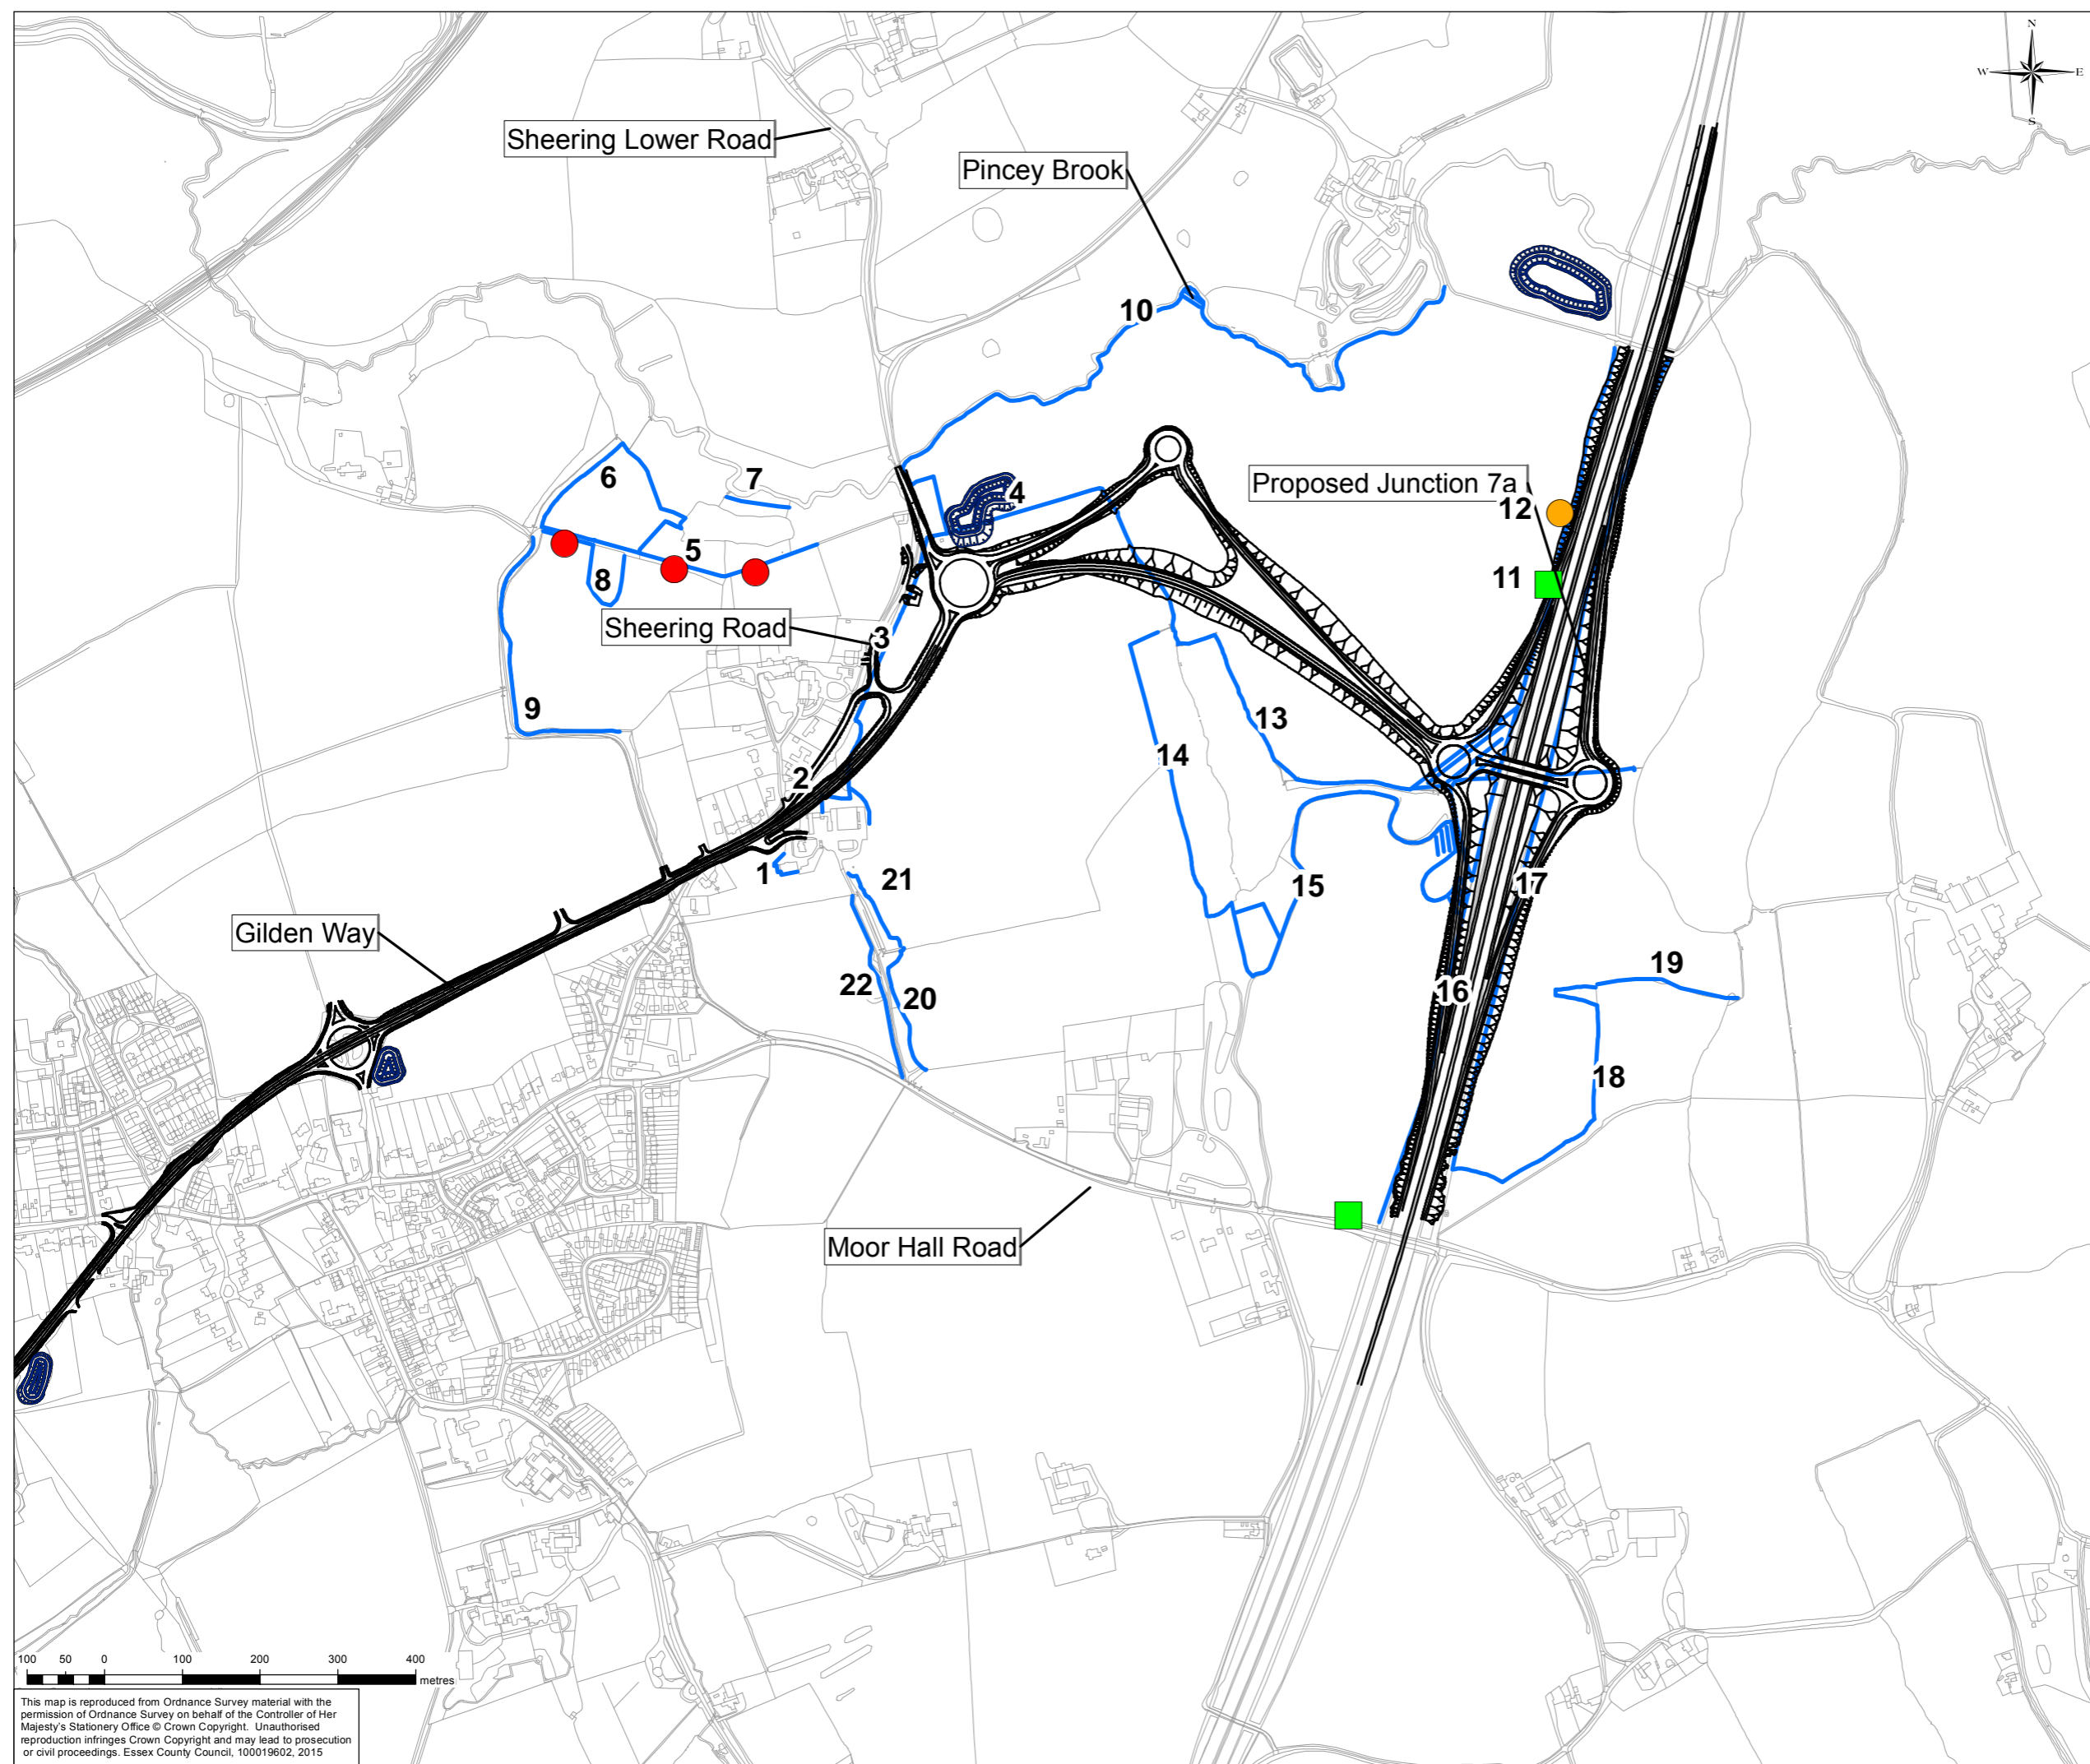 N
W E
S
Sheering Lower Road
Pincey Brook
10
6
7
4
Proposed Junction 7a
12
5
8
11
Sheering Road
3
9
13
14
2
1
21
15
17
Gilden Way
22
20
16
19
18
Moor Hall Road
100 50 0 100 200 300 400
metres
This map is reproduced from Ordnance Survey material with the
permission of Ordnance Survey on behalf of the Controller of Her
Majesty's Stationery Office © Crown Copyright. Unauthorised
reproduction infringes Crown Copyright and may lead to prosecution
or civil proceedings. Essex County Council, 100019602, 2015